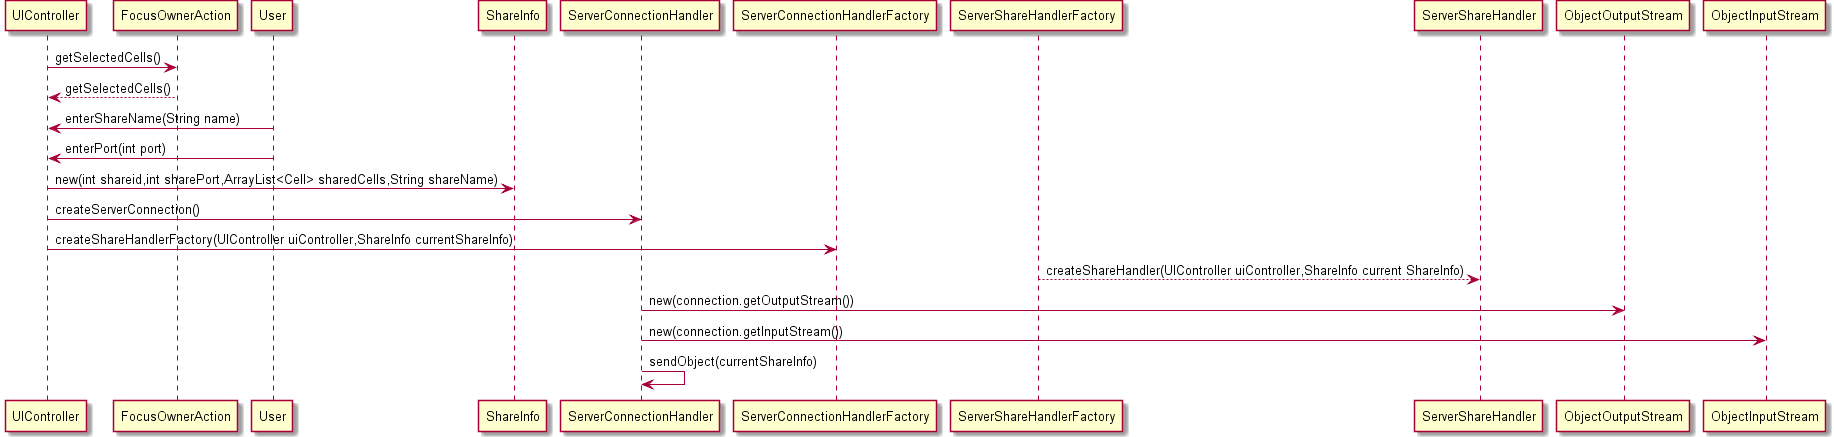 UIController
FocusOwnerAction
User
ShareInfo
ServerConnectionHandler
ServerConnectionHandlerFactory
ServerShareHandlerFactory
ServerShareHandler
ObjectOutputStream
ObjectInputStream
getSelectedCells()
getSelectedCells()
enterShareName(String name)
enterPort(int port)
new(int shareid,int sharePort,ArrayList<Cell> sharedCells,String shareName)
createServerConnection()
createShareHandlerFactory(UIController uiController,ShareInfo currentShareInfo)
createShareHandler(UIController uiController,ShareInfo current ShareInfo)
new(connection.getOutputStream())
new(connection.getInputStream())
sendObject(currentShareInfo)
UIController
FocusOwnerAction
User
ShareInfo
ServerConnectionHandler
ServerConnectionHandlerFactory
ServerShareHandlerFactory
ServerShareHandler
ObjectOutputStream
ObjectInputStream